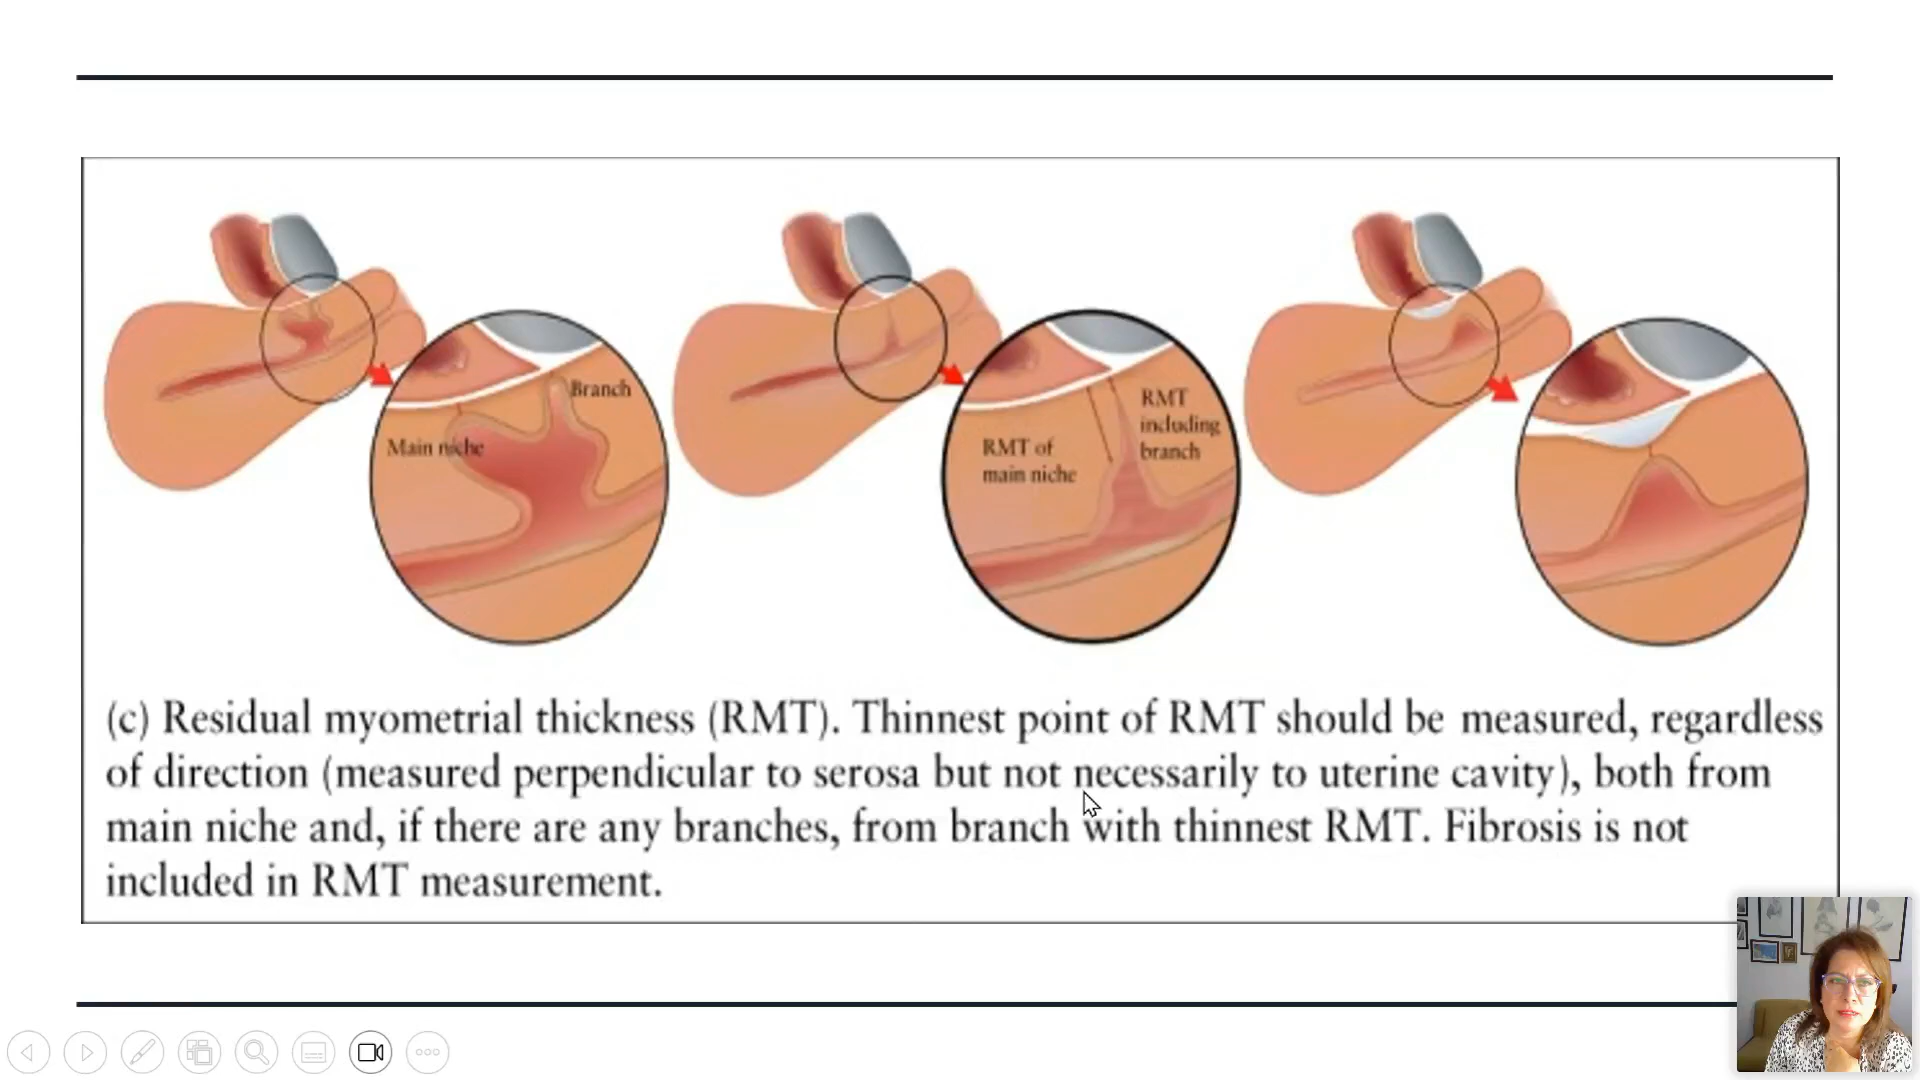 Branch
Main niche
RMT of
main niche
RMT
including
branch
(c) Residual myometrial thickness (RMT). Thinnest point of RMT should be measured, regardless
of direction (measured perpendicular to serosa but not necessarily to uterine cavity), both from
main niche and, if there are any branches, from branch with thinnest RMT. Fibrosis is not
included in RMT measurement.